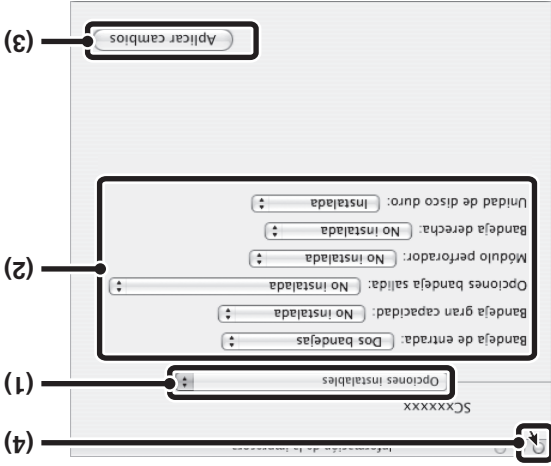 (4)
SCxxxxxx
(1)
Opciones instalables
Bandeja de entrada: Dos bandejas
Bandeja gran capacidad: No instalada
Opciones bandeja salida: No instalada
Módulo perforador: No instalada
Bandeja derecha: No instalada
Unidad de disco duro: Instalada
(2)
Aplicar cambios
(3)